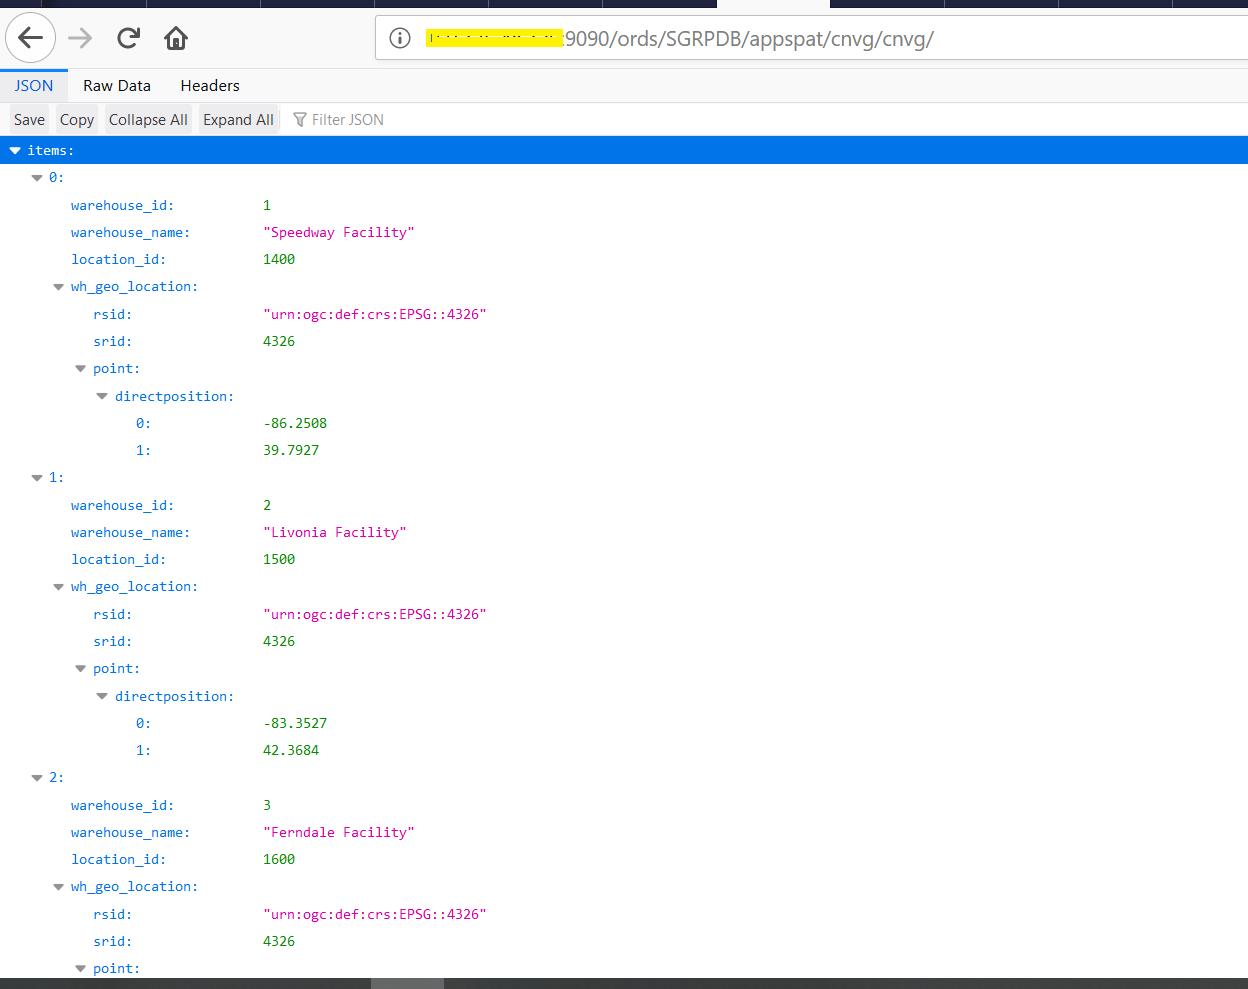 :9090/ords/SGRPDB/appspat/cnvg/cnvg/
JSON Raw Data Headers
Save Copy Collapse All Expand All Filter JSON
items:
0:
warehouse_id: 1
warehouse_name: "Speedway Facility"
location_id: 1400
wh_geo_location:
rsid: "urn:ogc:def:crs:EPSG::4326"
srid: 4326
point:
directposition:
0: -86.2508
1: 39.7927
1:
warehouse_id: 2
warehouse_name: "Livonia Facility"
location_id: 1500
wh_geo_location:
rsid: "urn:ogc:def:crs:EPSG::4326"
srid: 4326
point:
directposition:
0: -83.3527
1: 42.3684
2:
warehouse_id: 3
warehouse_name: "Ferndale Facility"
location_id: 1600
wh_geo_location:
rsid: "urn:ogc:def:crs:EPSG::4326"
srid: 4326
point: